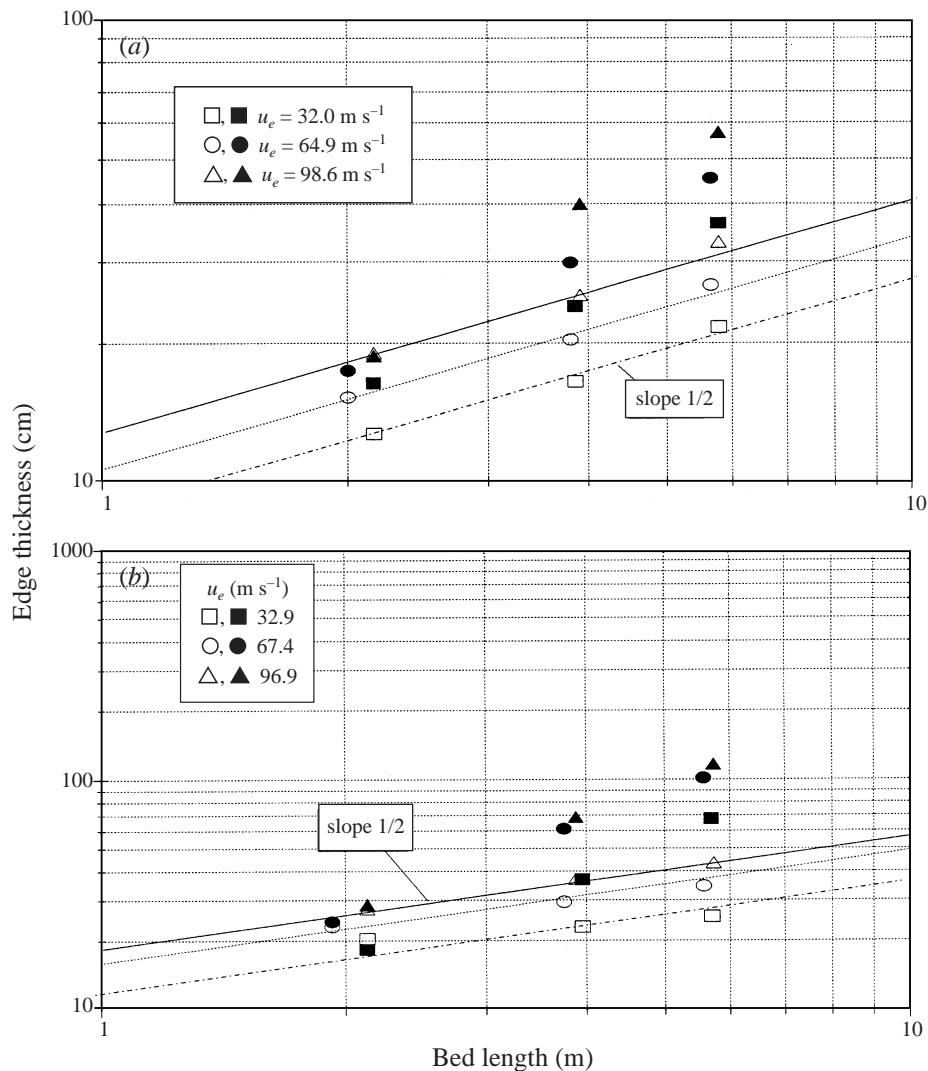 100
(a)
□, ■ u_e = 32.0 m s⁻¹
○, ● u_e = 64.9 m s⁻¹
△, ▲ u_e = 98.6 m s⁻¹
slope 1/2
10
1
10
Edge thickness (cm)
1000
(b)
u_e (m s⁻¹)
□, ■ 32.9
○, ● 67.4
△, ▲ 96.9
100
slope 1/2
10
1
10
Bed length (m)